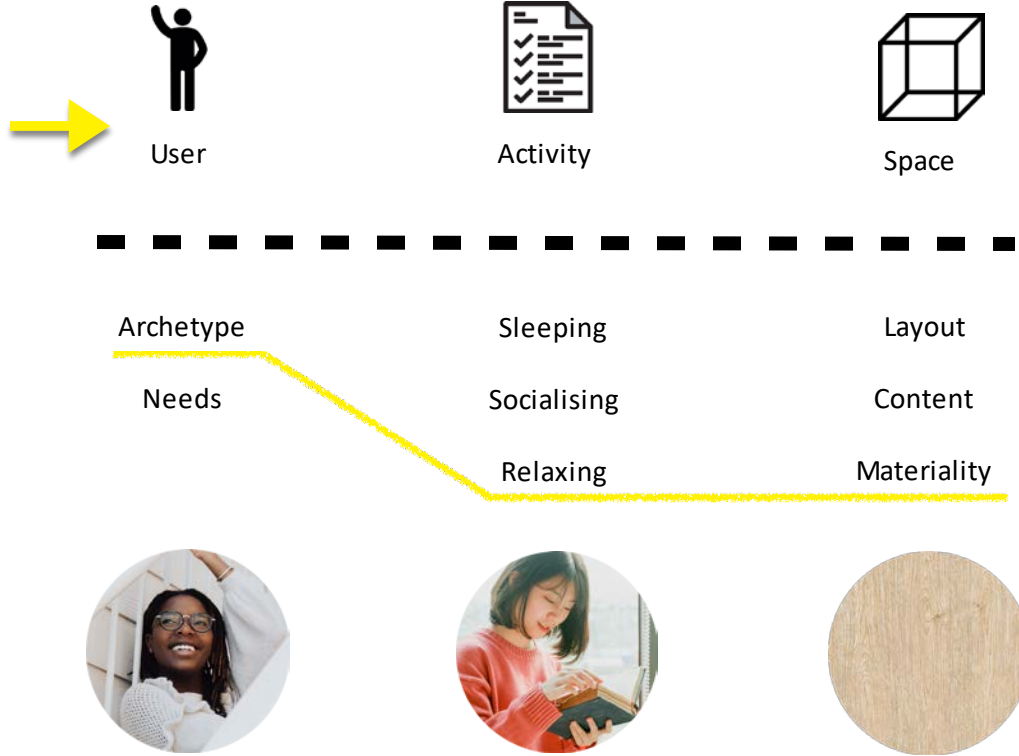 User
Activity
Space
Archetype
Sleeping
Layout
Needs
Socialising
Content
Relaxing
Materiality